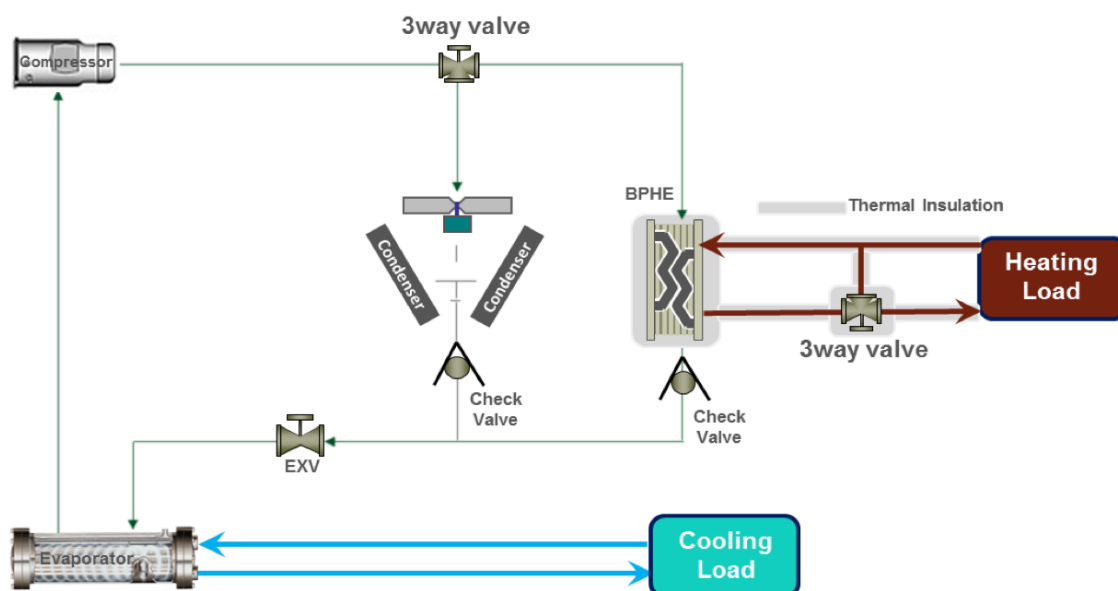 3way valve
Compressor
BPHE
Thermal Insulation
Condenser
Condenser
Heating
Load
3way valve
Check
Valve
Check
Valve
EXV
Evaporator
Cooling
Load